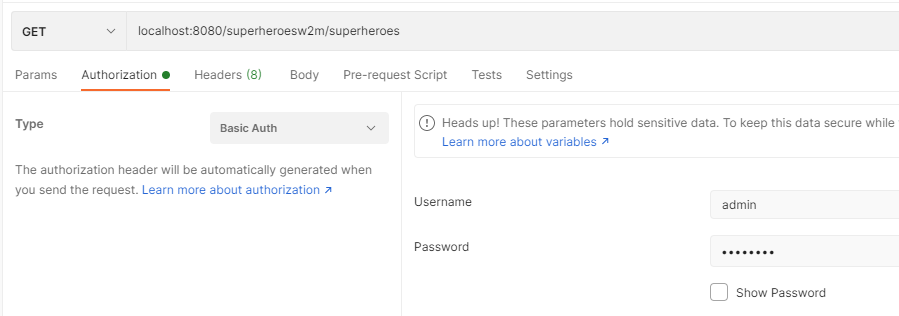 GET localhost:8080/superheroesw2m/superheroes
Params Authorization Headers (8) Body Pre-request Script Tests Settings
Type Basic Auth
The authorization header will be automatically generated when
you send the request. Learn more about authorization ↗
Heads up! These parameters hold sensitive data. To keep this data secure while
Learn more about variables ↗
Username admin
Password ••••••••
Show Password